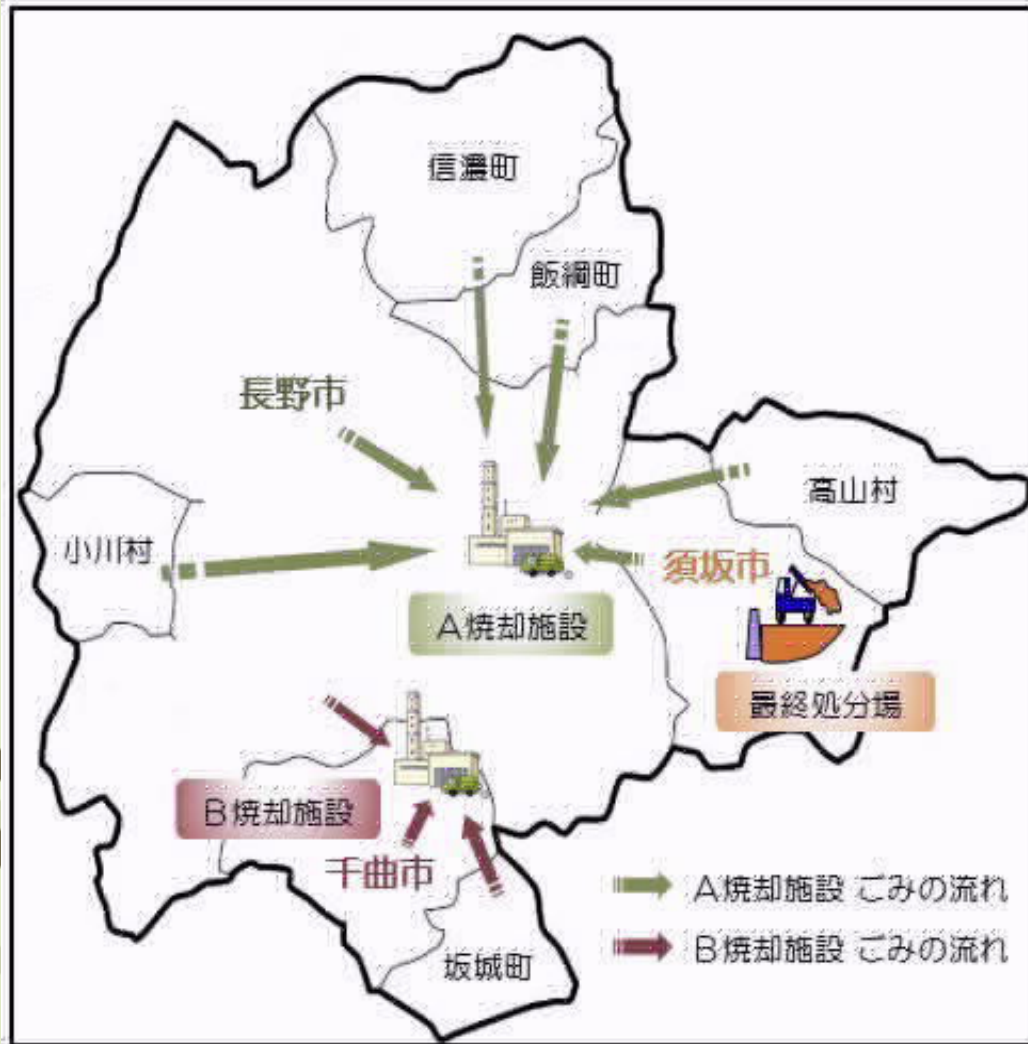 信濃町
飯綱町
長野市
高山村
小川村
須坂市
A焼却施設
最終処分場
B焼却施設
千曲市
A焼却施設 ごみの流れ
B焼却施設 ごみの流れ
坂城町